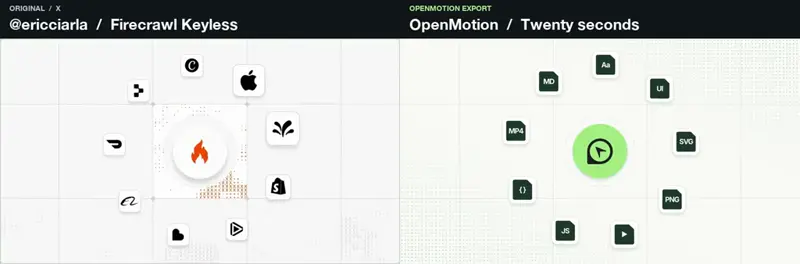 ORIGINAL / X
@ericciarla / Firecrawl Keyless
OPENMOTION EXPORT
OpenMotion / Twenty seconds
Aa
MD
UI
MP4
SVG
{}
PNG
JS